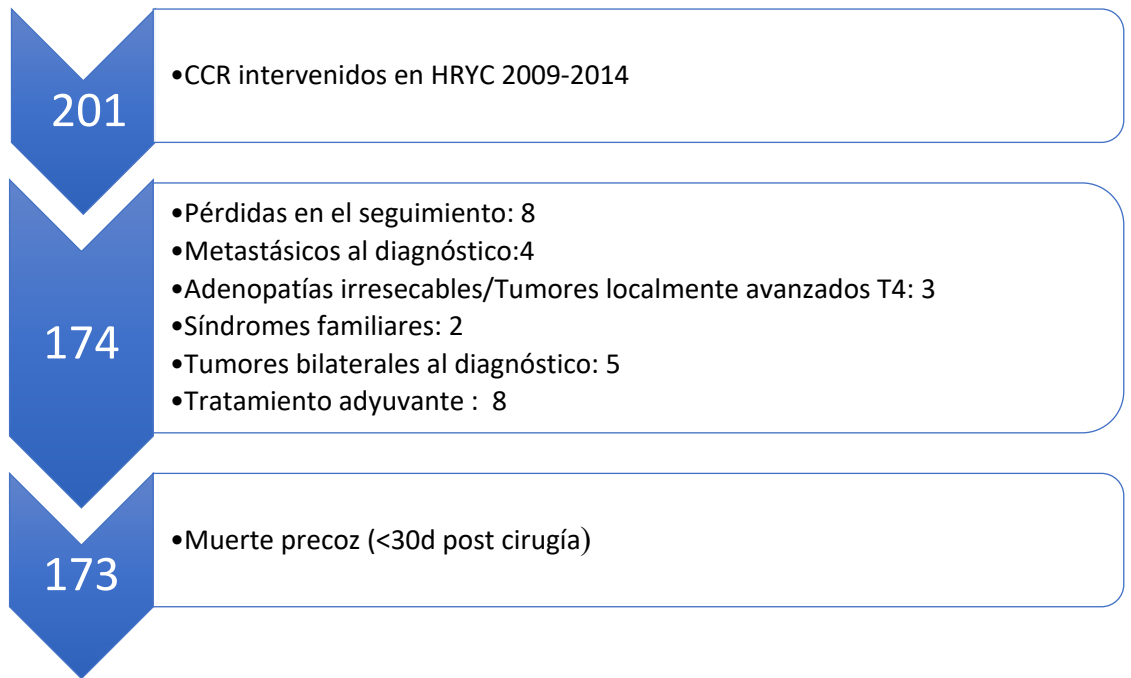 201
•CCR intervenidos en HRYC 2009-2014
174
•Pérdidas en el seguimiento: 8
•Metastásicos al diagnóstico:4
•Adenopatías irresecables/Tumores localmente avanzados T4: 3
•Síndromes familiares: 2
•Tumores bilaterales al diagnóstico: 5
•Tratamiento adyuvante : 8
173
•Muerte precoz (<30d post cirugía)